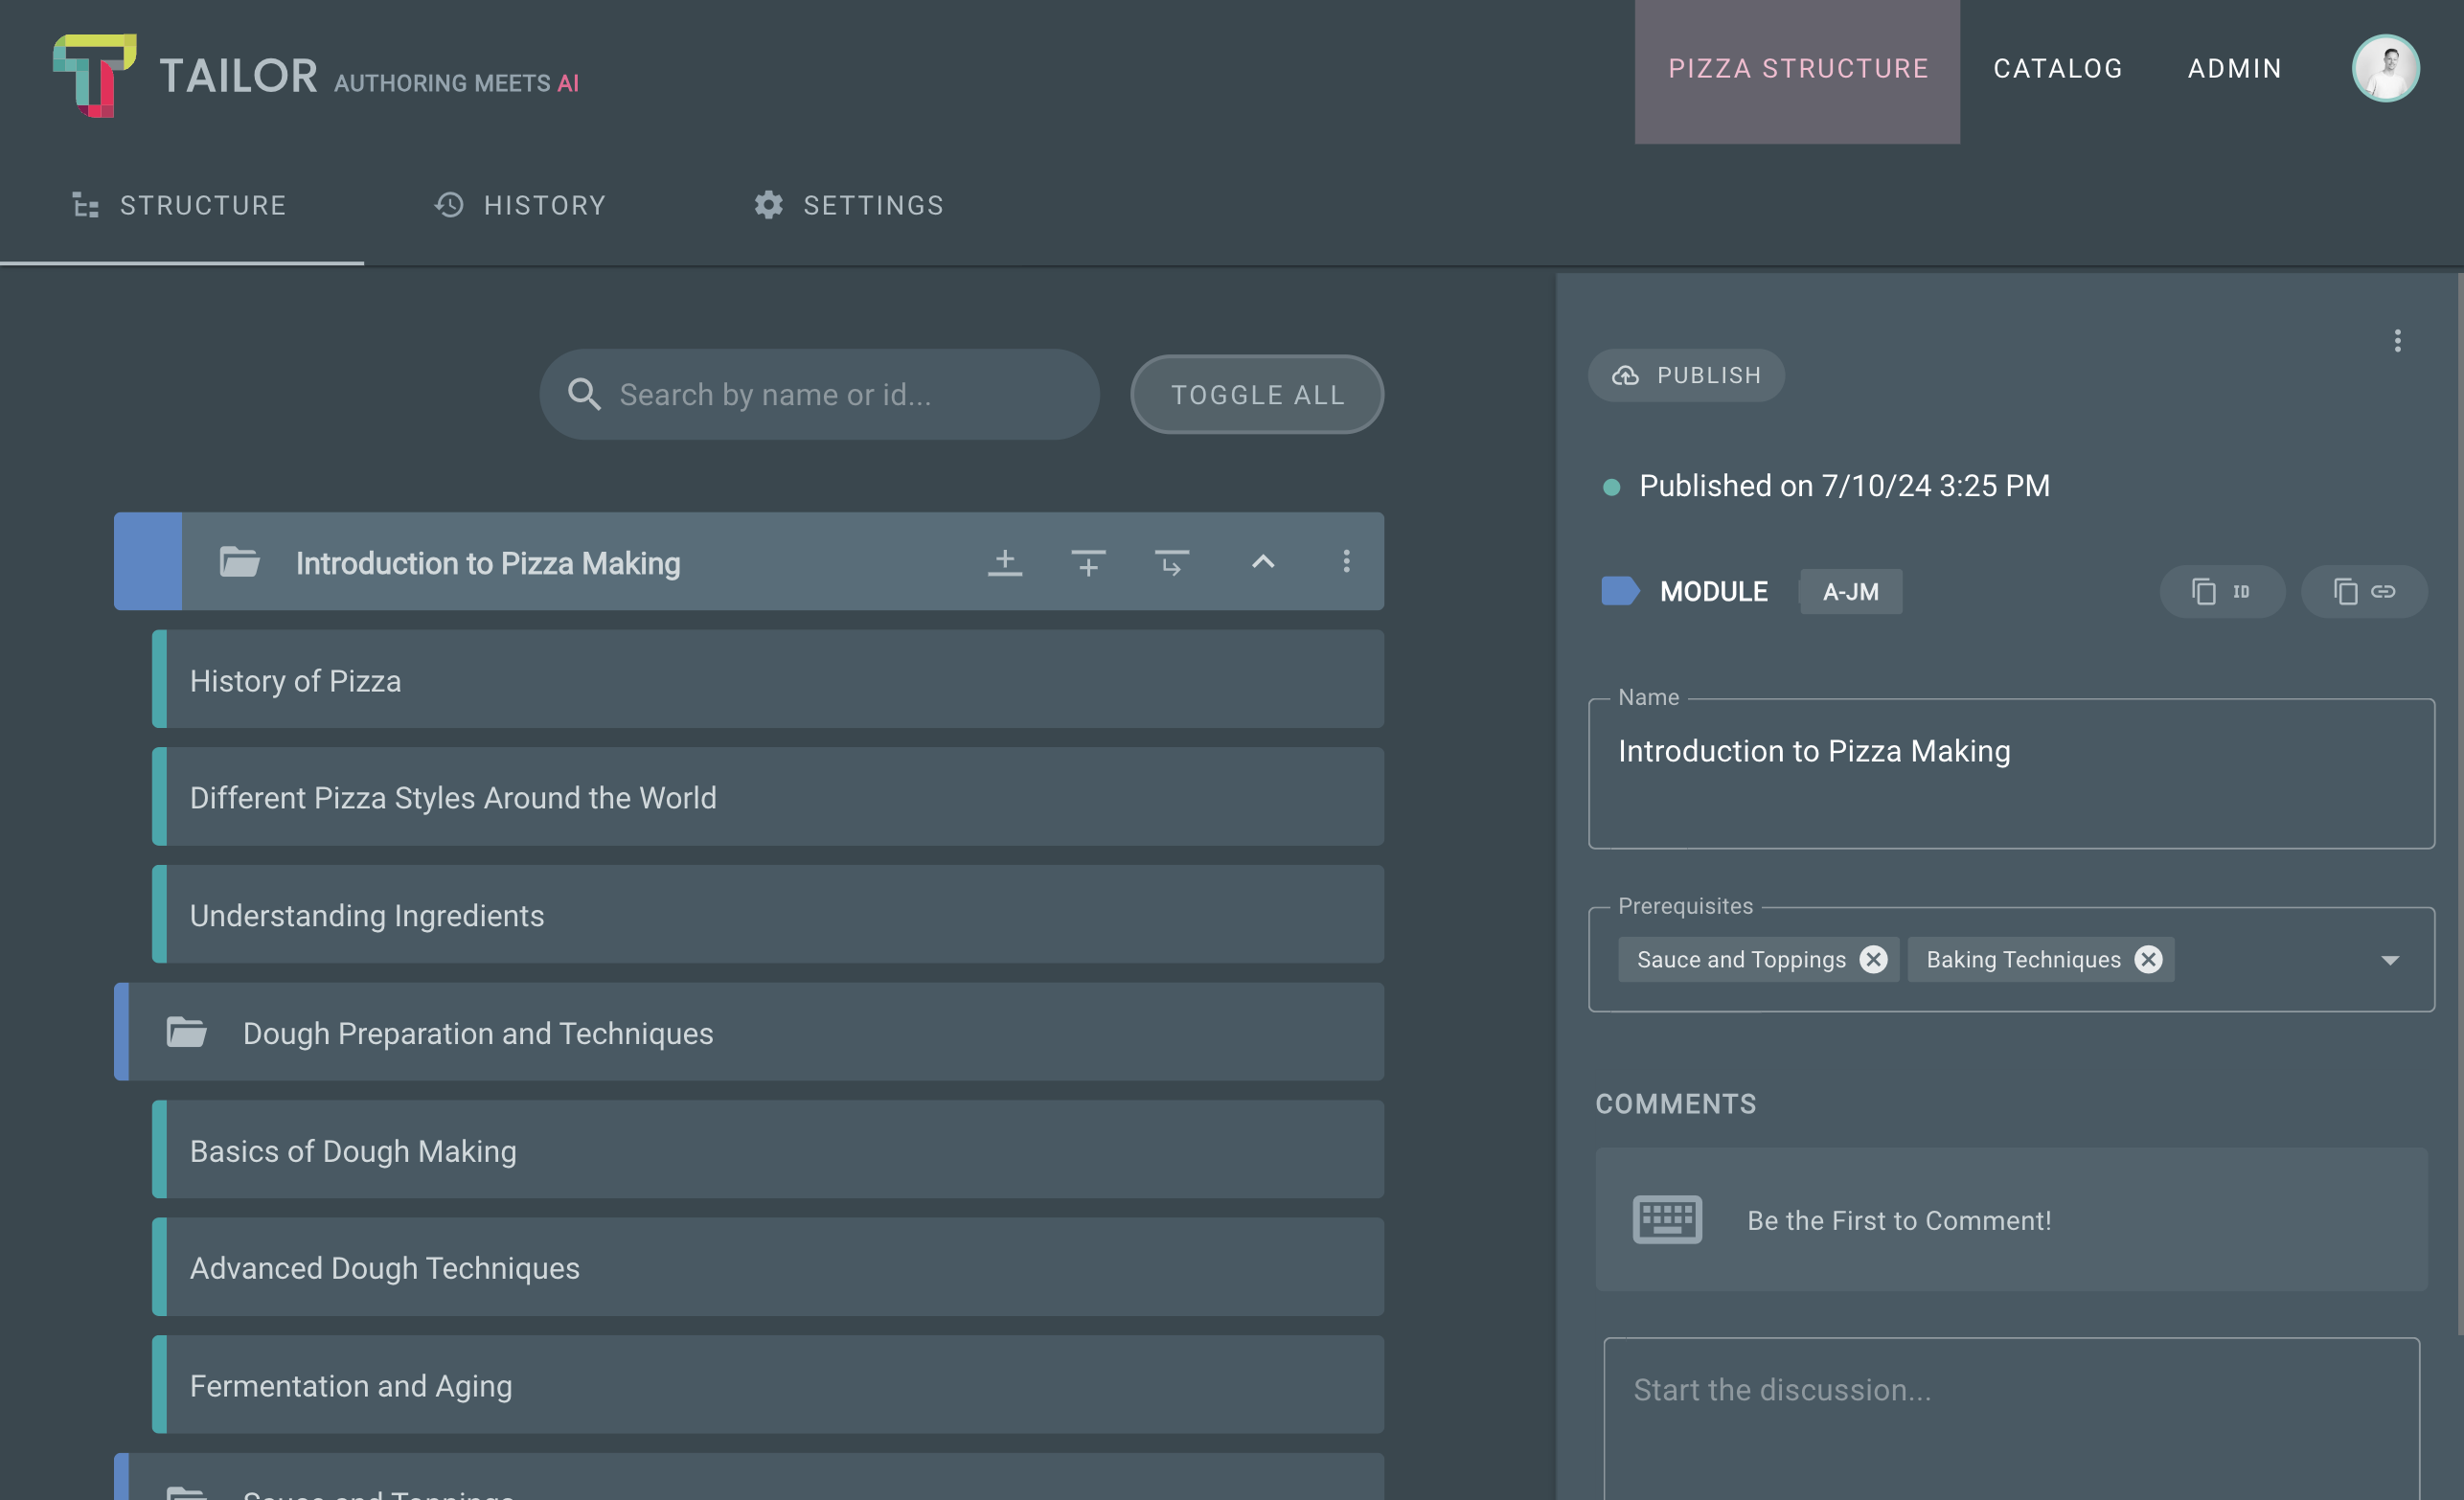 TAILOR AUTHORING MEETS AI
PIZZA STRUCTURE
CATALOG
ADMIN
STRUCTURE
HISTORY
SETTINGS
Search by name or id...
TOGGLE ALL
Introduction to Pizza Making
History of Pizza
Different Pizza Styles Around the World
Understanding Ingredients
Dough Preparation and Techniques
Basics of Dough Making
Advanced Dough Techniques
Fermentation and Aging
Sauce and Toppings
PUBLISH
Published on 7/10/24 3:25 PM
MODULE
A-JM
ID
Name
Introduction to Pizza Making
Prerequisites
Sauce and Toppings
Baking Techniques
COMMENTS
Be the First to Comment!
Start the discussion...